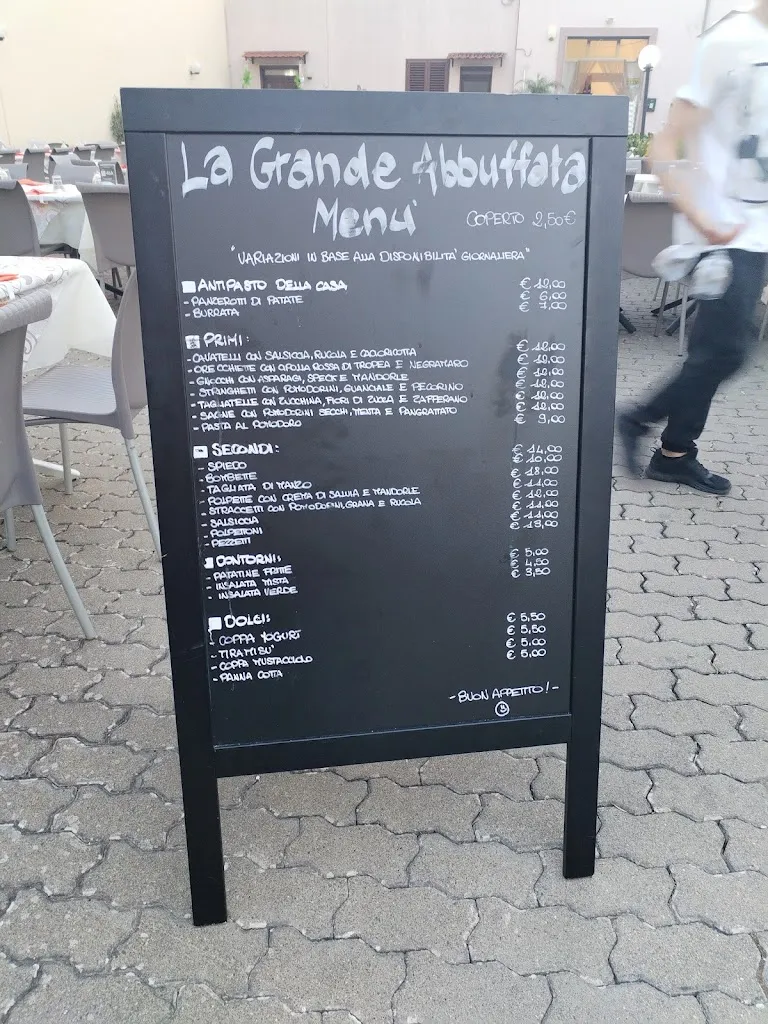 La Grande Abbuffata
Menu'
COPERTO 2,50€
"VARIAZIONI IN BASE ALLA DISPONIBILITA' GIORNALIERA"
ANTIPASTO DELLA CASA € 12,00
- PANZEROTTI DI PATATE € 6,00
- BURRATA € 7,00
PRIMI:
- CAVATELLI CON SALSICCIA, RUCOLA E CACIORICOTTA € 12,00
- ORECCHIETTE CON CIPOLLA ROSSA DI TROPEA E NEGRAMARO € 12,00
- GNOCCHI CON ASPARAGI, SPECK E MANDORLE € 12,00
- STRINGHETTI CON POMODORINI, GUANCIALE E PECORINO € 12,00
- TAGLIATELLE CON ZUCCHINA, FIORI DI ZUCCA E ZAFFERANO € 12,00
- SAGNE CON POMODORINI SECCHI, MENTA E PANGRATTATO € 12,00
- PASTA AL POMODORO € 9,00
SECONDI:
- SPIEDO € 14,00
- BOMBETTE € 10,00
- TAGLIATA DI MANZO € 18,00
- POLPETTE CON CREMA DI SALVIA E MANDORLE € 11,00
- STRACCETTI CON POMODORINI, GRANA E RUCOLA € 12,00
- SALSICCIA € 11,00
- POLPETTONI € 11,00
- PEZZETTI € 13,00
CONTORNI:
- PATATINE FRITTE € 5,00
- INSALATA MISTA € 4,50
- INSALATA VERDE € 3,50
DOLCI:
- COPPA YOGURT € 5,50
- TIRAMISU' € 5,50
- COPPA MUSTACCIOLO € 5,00
- PANNA COTTA € 5,00
- BUON APPETITO! -